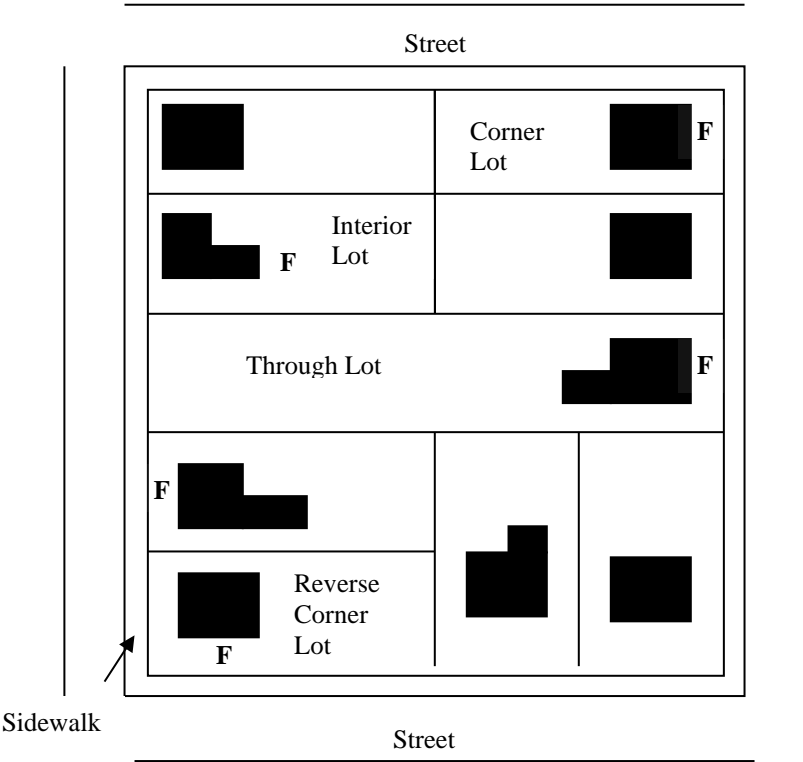 Street
Corner
Lot
F
Interior
Lot
F
Through Lot
F
F
Reverse
Corner
Lot
F
Sidewalk
Street